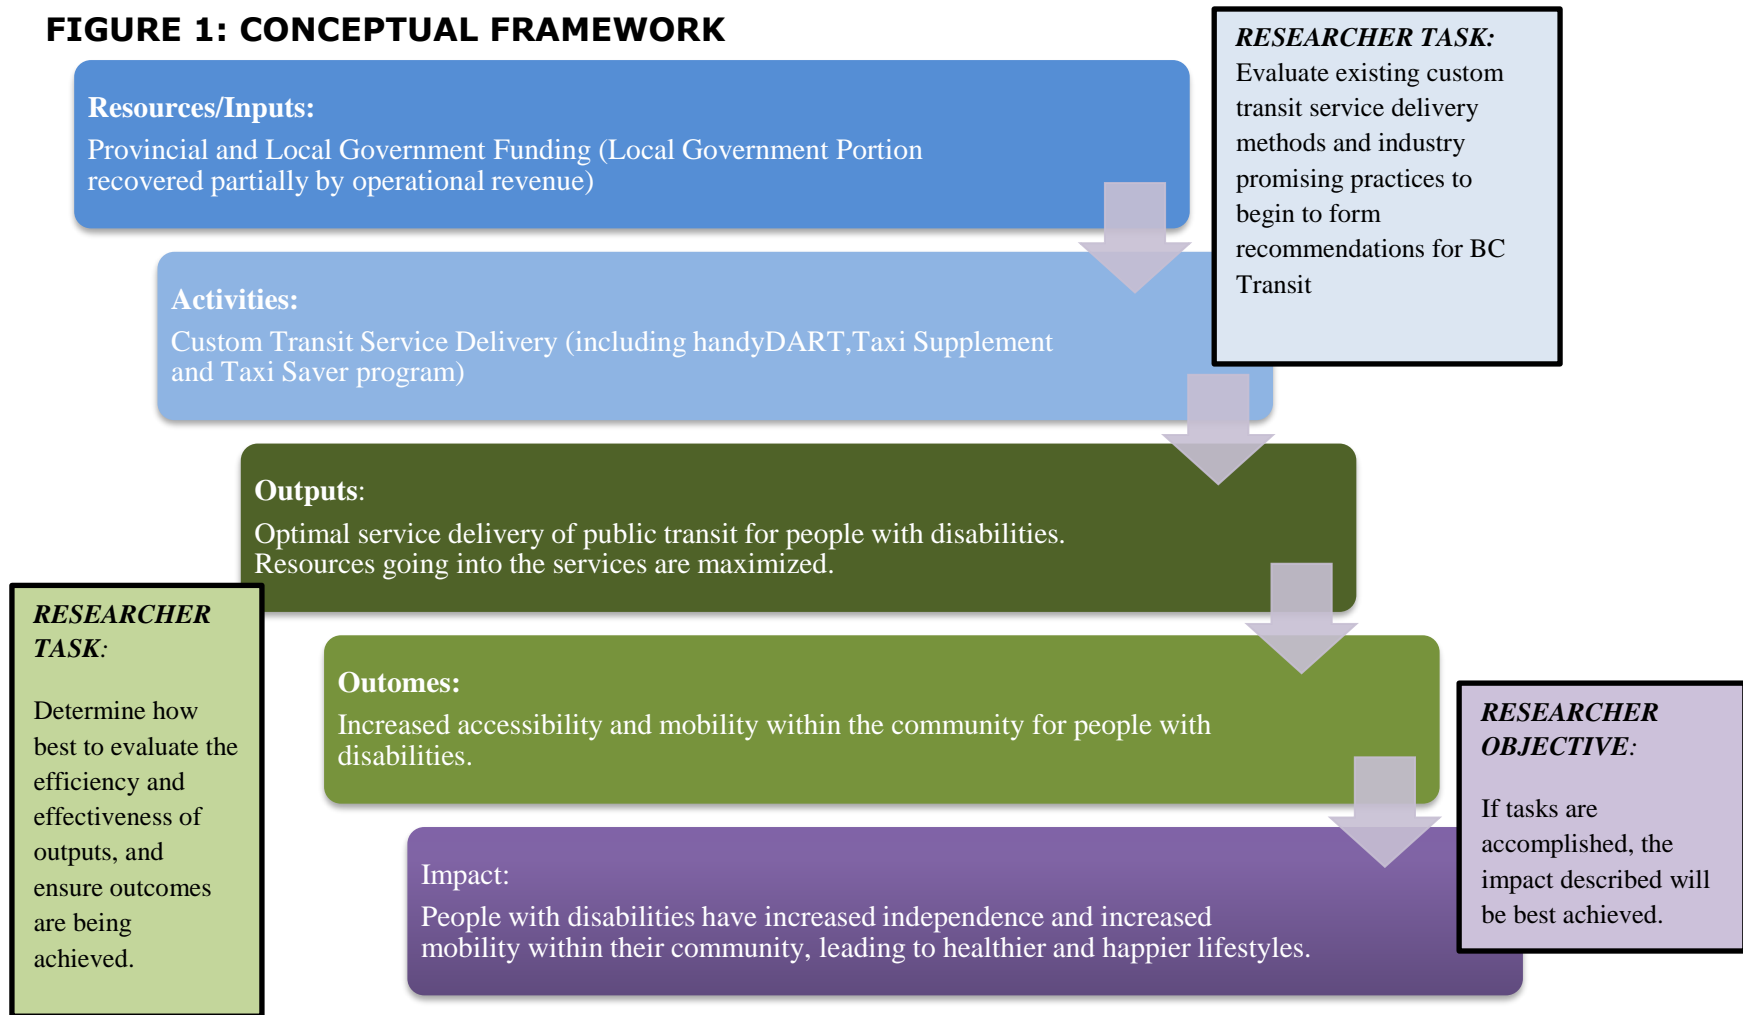 FIGURE 1: CONCEPTUAL FRAMEWORK
Resources/Inputs:
Provincial and Local Government Funding (Local Government Portion
recovered partially by operational revenue)
RESEARCHER TASK:
Evaluate existing custom
transit service delivery
methods and industry
promising practices to
begin to form
recommendations for BC
Transit
Activities:
Custom Transit Service Delivery (including handyDART,Taxi Supplement
and Taxi Saver program)
Outputs:
Optimal service delivery of public transit for people with disabilities.
Resources going into the services are maximized.
RESEARCHER
TASK:
Determine how
best to evaluate the
efficiency and
effectiveness of
outputs, and
ensure outcomes
are being
achieved.
Outomes:
Increased accessibility and mobility within the community for people with
disabilities.
RESEARCHER
OBJECTIVE:
If tasks are
accomplished, the
impact described will
be best achieved.
Impact:
People with disabilities have increased independence and increased
mobility within their community, leading to healthier and happier lifestyles.